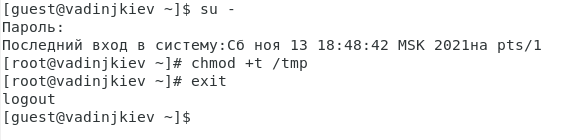 [guest@vadinjkiev ~]$ su -
Пароль:
Последний вход в систему:Сб ноя 13 18:48:42 MSK 2021на pts/1
[root@vadinjkiev ~]# chmod +t /tmp
[root@vadinjkiev ~]# exit
logout
[guest@vadinjkiev ~]$